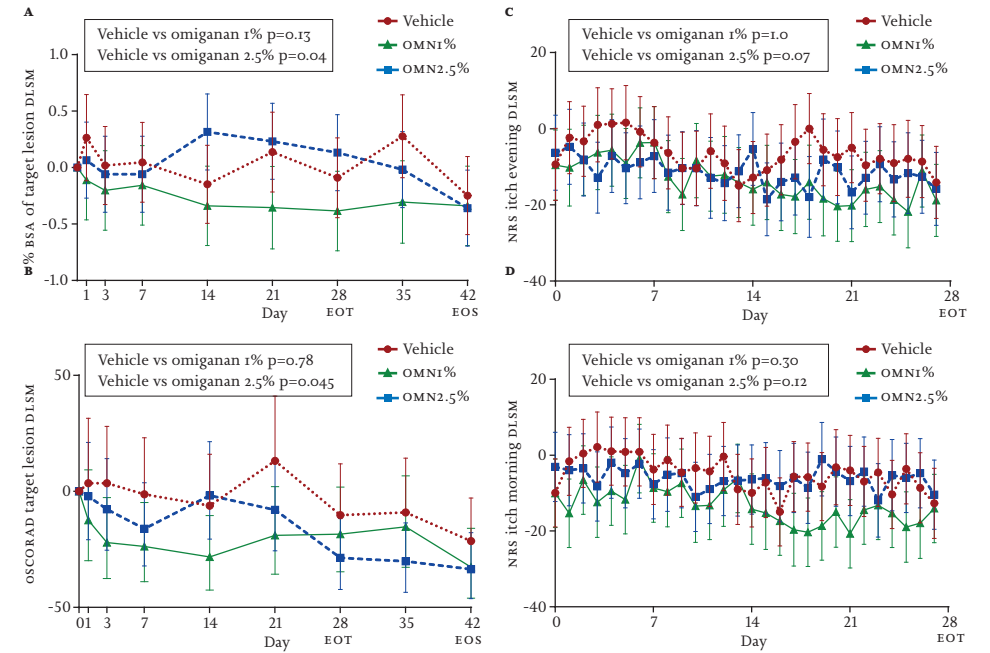 A
Vehicle vs omiganan 1% p=0.13
Vehicle vs omiganan 2.5% p=0.04
Vehicle
OMN1%
OMN2.5%
% BSA of target lesion DLSM
1.0
0.5
0.0
-0.5
-1.0
1 3 7 14 21 28 35 42
Day EOT EOS
B
Vehicle vs omiganan 1% p=0.78
Vehicle vs omiganan 2.5% p=0.045
Vehicle
OMN1%
OMN2.5%
OSCORAD target lesion DLSM
50
0
-50
01 3 7 14 21 28 35 42
Day EOT EOS
C
Vehicle vs omiganan 1% p=1.0
Vehicle vs omiganan 2.5% p=0.07
Vehicle
OMN1%
OMN2.5%
NRS itch evening DLSM
20
0
-20
-40
0 7 14 21 28
Day EOT
D
Vehicle vs omiganan 1% p=0.30
Vehicle vs omiganan 2.5% p=0.12
Vehicle
OMN1%
OMN2.5%
NRS itch morning DLSM
20
0
-20
-40
0 7 14 21 28
Day EOT